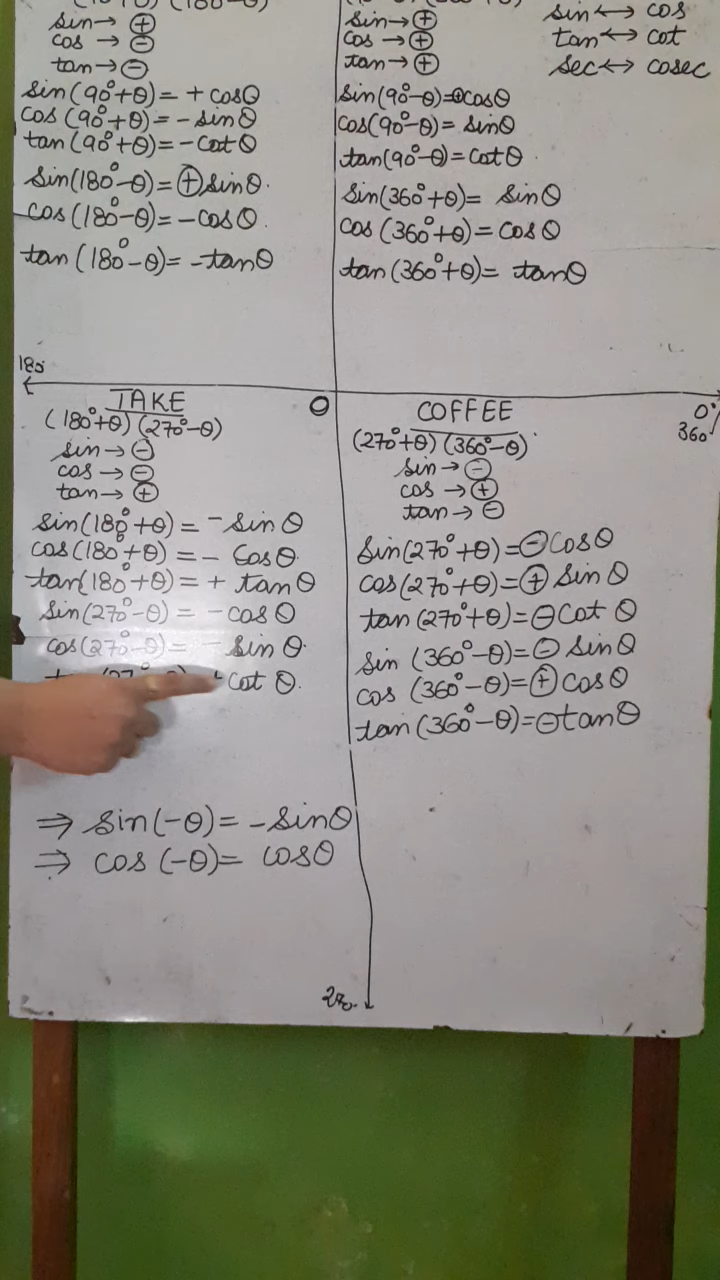 sin→ ⊕
cos → ⊖
tan→ ⊖
sin(90°+θ)= + cosθ
cos(90°+θ)= - sinθ
tan(90°+θ)= -cotθ
sin(180°-θ)= ⊕ sinθ.
cos(180°-θ)= -cosθ.
tan(180°-θ)= -tanθ
sin→ ⊕
cos → ⊕
tan→ ⊕
sin(90°-θ)=⊕cosθ
cos(90°-θ)= sinθ
tan(90°-θ)= cotθ
sin(360°+θ)= sinθ
cos(360°+θ)= cosθ
tan(360°+θ)= tanθ
sin↔ cos
tan↔ cot
sec↔ cosec
180°
O
0°
360°
TAKE
(180°+θ) (270°-θ)
sin→ ⊖
cos → ⊖
tan→ ⊕
sin(180°+θ)= -sinθ
cos(180°+θ)= - cosθ.
tan(180°+θ)= + tanθ
sin(270°-θ) = -cosθ
cos(270°-θ)= - sinθ.
cotθ.
COFFEE
(270°+θ) (360°-θ).
sin→ ⊖
cos → ⊕
tan→ ⊖
sin(270°+θ)=⊖cosθ
cos(270°+θ)=⊕ sinθ
tan(270°+θ)=⊖cotθ
sin (360°-θ)=⊖ sinθ
cos (360°-θ)=⊕cosθ
tan(360°-θ)=⊖tanθ
⇒ sin(-θ)= -sinθ
⇒ cos(-θ)= cosθ
270.